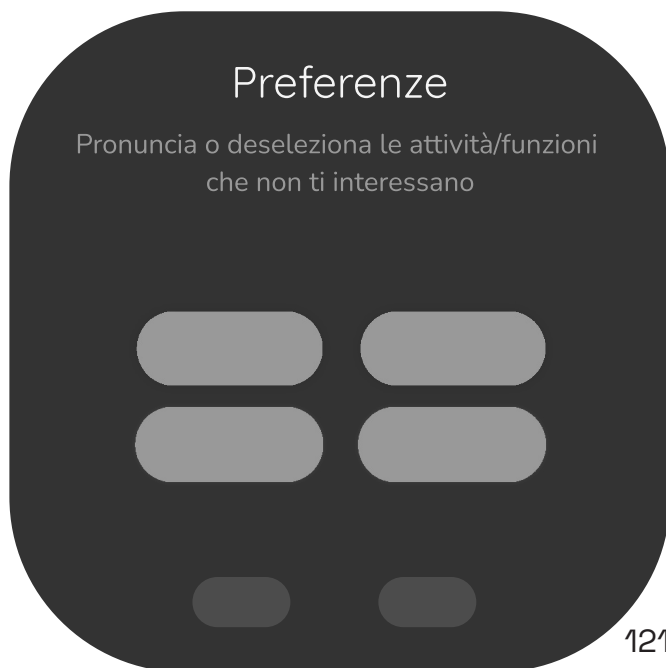 Preferenze
Pronuncia o deseleziona le attività/funzioni
che non ti interessano
121